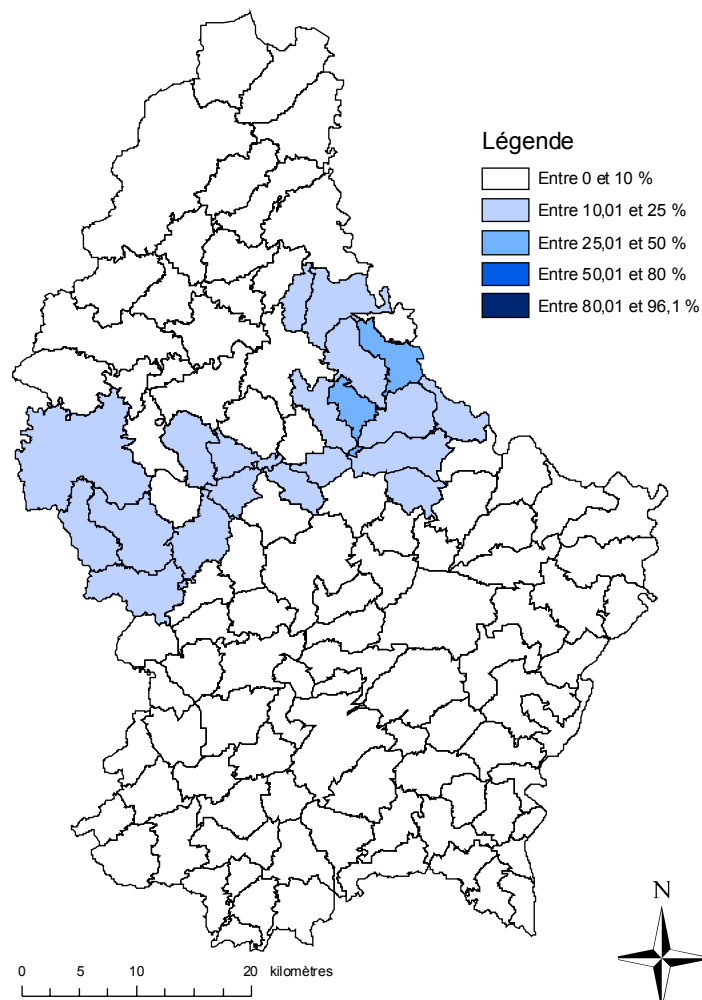 Légende
Entre 0 et 10 %
Entre 10,01 et 25 %
Entre 25,01 et 50 %
Entre 50,01 et 80 %
Entre 80,01 et 96,1 %
N
0 5 10 20 kilomètres